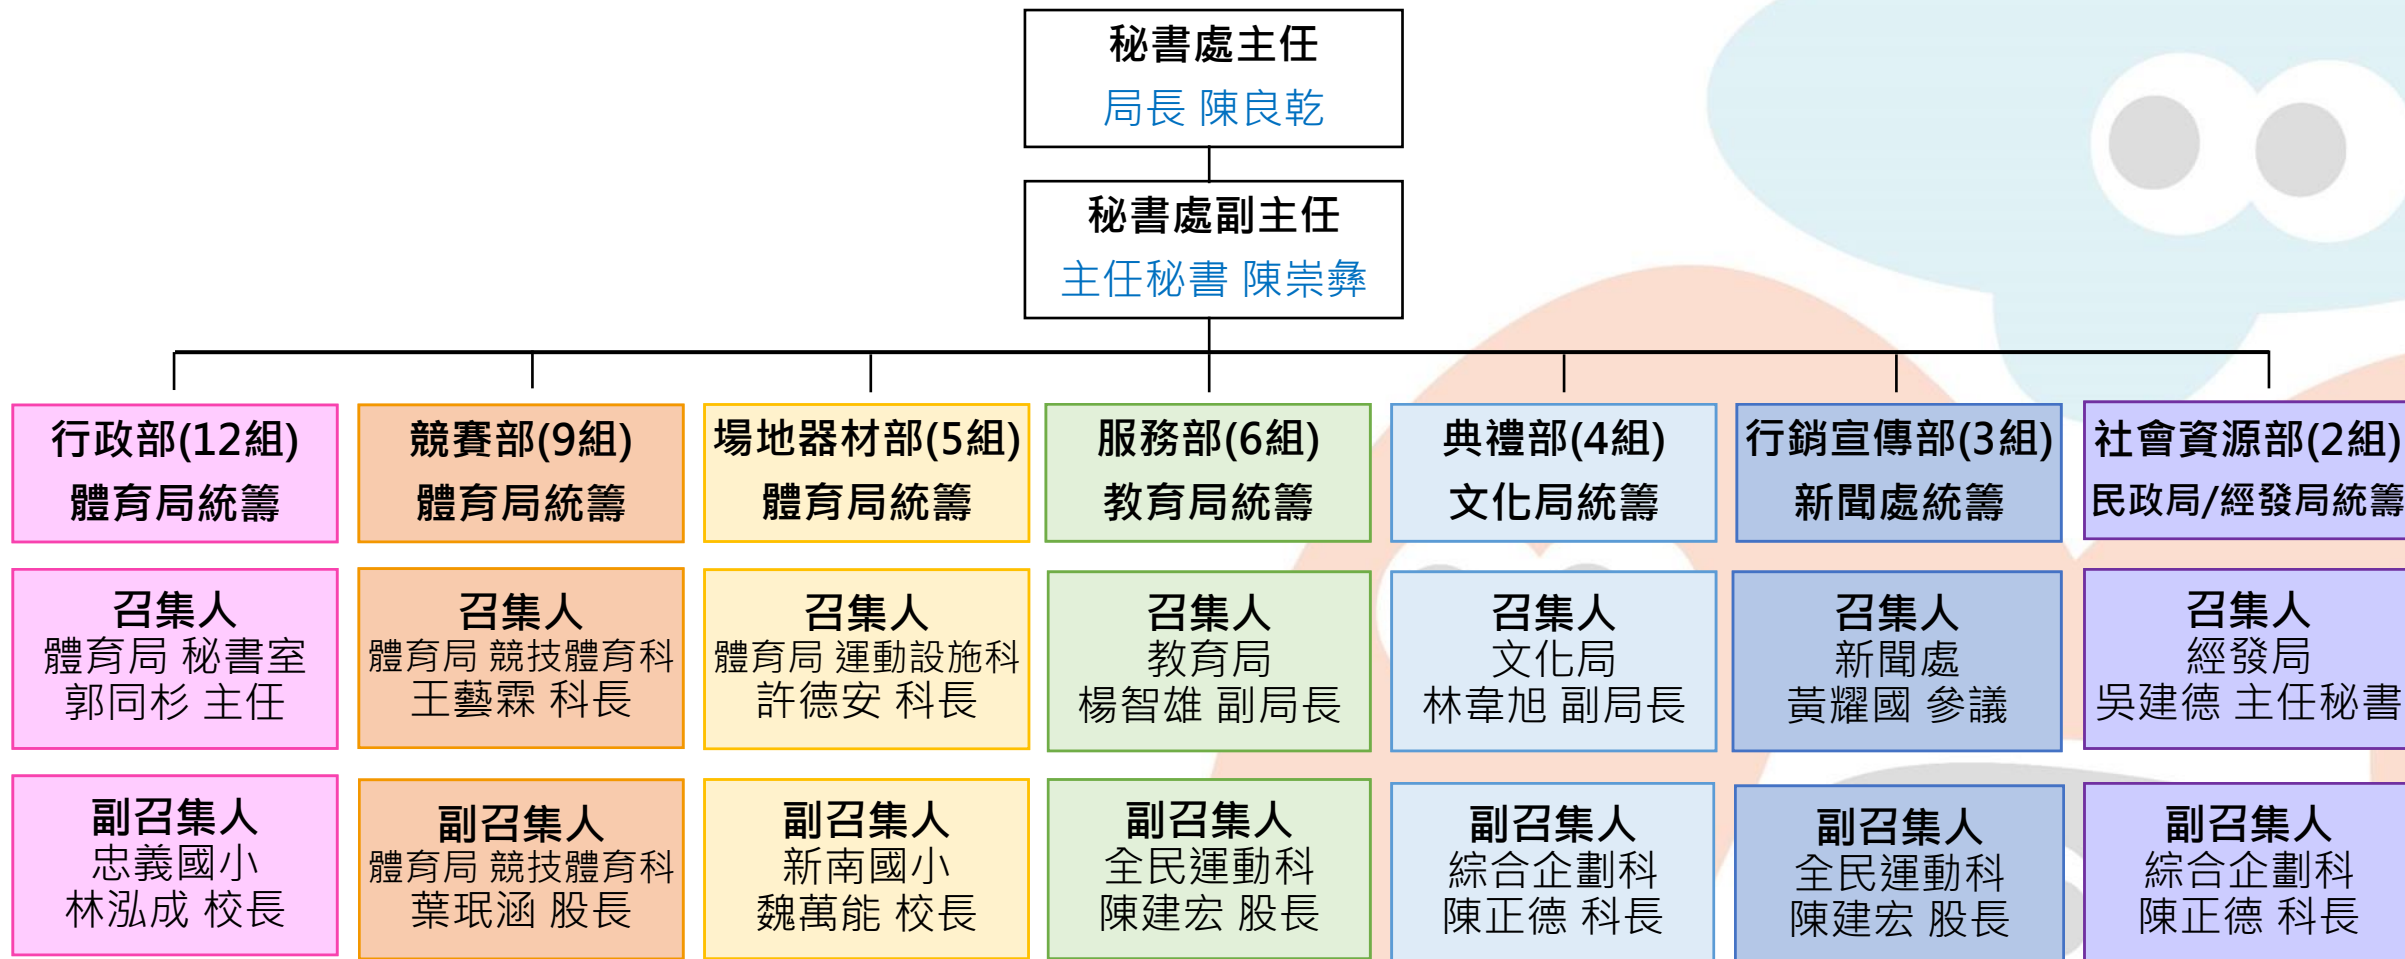 秘書處主任
局長 陳良乾
秘書處副主任
主任秘書 陳崇彝
行政部(12組)
體育局統籌
競賽部(9組)
體育局統籌
場地器材部(5組)
體育局統籌
服務部(6組)
教育局統籌
典禮部(4組)
文化局統籌
行銷宣傳部(3組)
新聞處統籌
社會資源部(2組)
民政局/經發局統籌
召集人
體育局 秘書室
郭同杉 主任
召集人
體育局 競技體育科
王藝霖 科長
召集人
體育局 運動設施科
許德安 科長
召集人
教育局
楊智雄 副局長
召集人
文化局
林韋旭 副局長
召集人
新聞處
黃耀國 參議
召集人
經發局
吳建德 主任秘書
副召集人
忠義國小
林泓成 校長
副召集人
體育局 競技體育科
葉珉涵 股長
副召集人
新南國小
魏萬能 校長
副召集人
全民運動科
陳建宏 股長
副召集人
綜合企劃科
陳正德 科長
副召集人
全民運動科
陳建宏 股長
副召集人
綜合企劃科
陳正德 科長